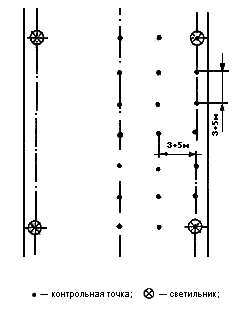 3÷5м
3÷5м
• — контрольная точка; ⊗ — светильник;